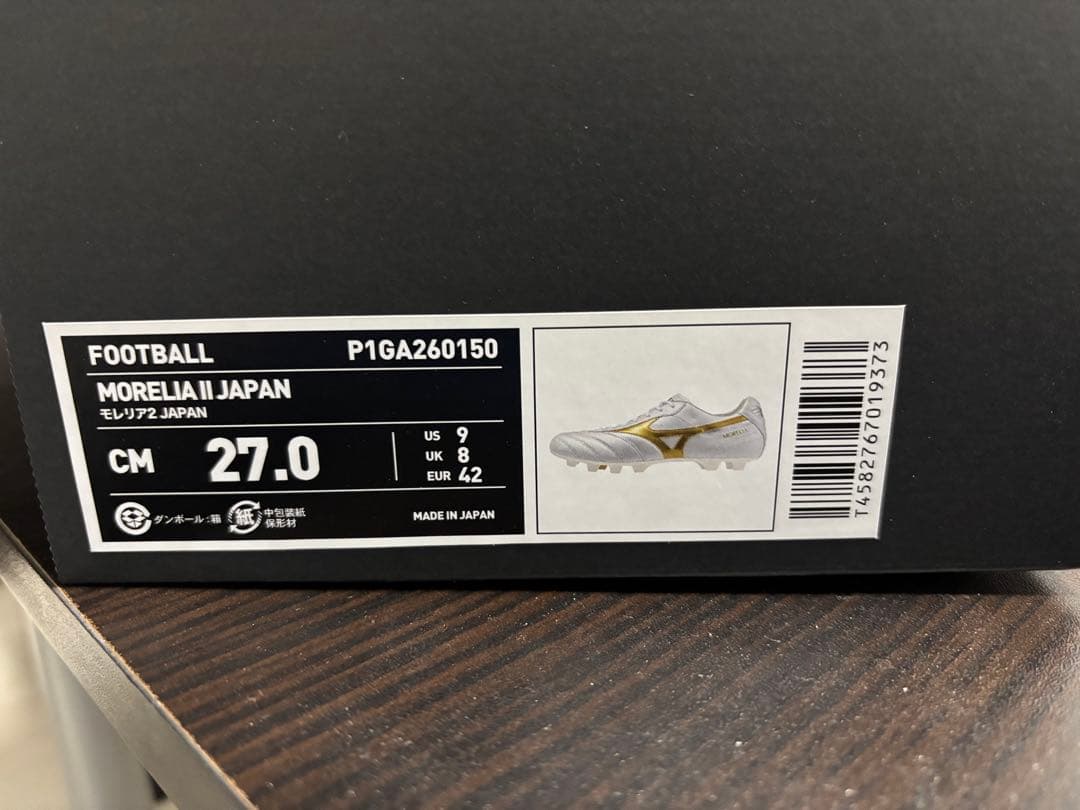 FOOTBALL P1GA260150
MORELIA II JAPAN
モレリア2 JAPAN
CM 27.0
US 9
UK 8
EUR 42
ダンボール:箱
紙
中包装紙
保形材
MADE IN JAPAN
MORELIA
T4582767019373